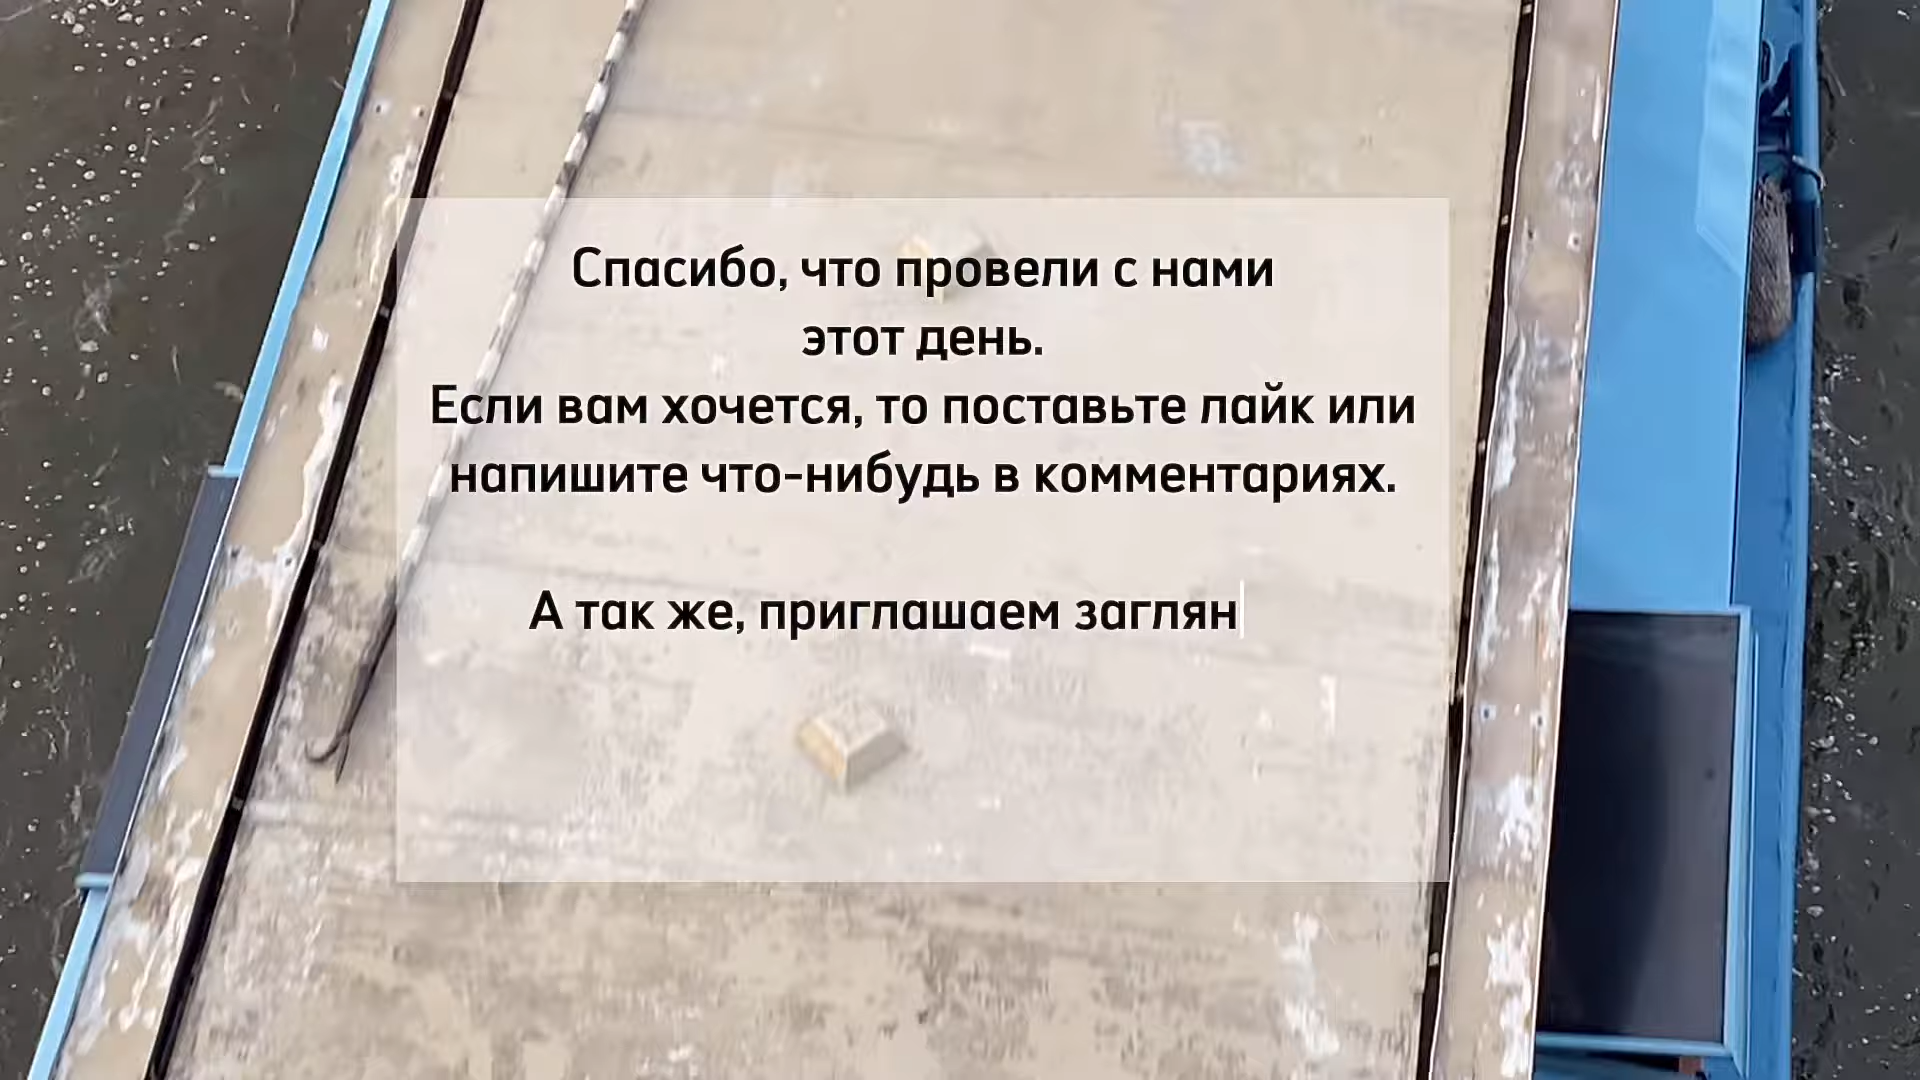 Спасибо, что провели с нами
этот день.
Если вам хочется, то поставьте лайк или
напишите что-нибудь в комментариях.
А так же, приглашаем заглян